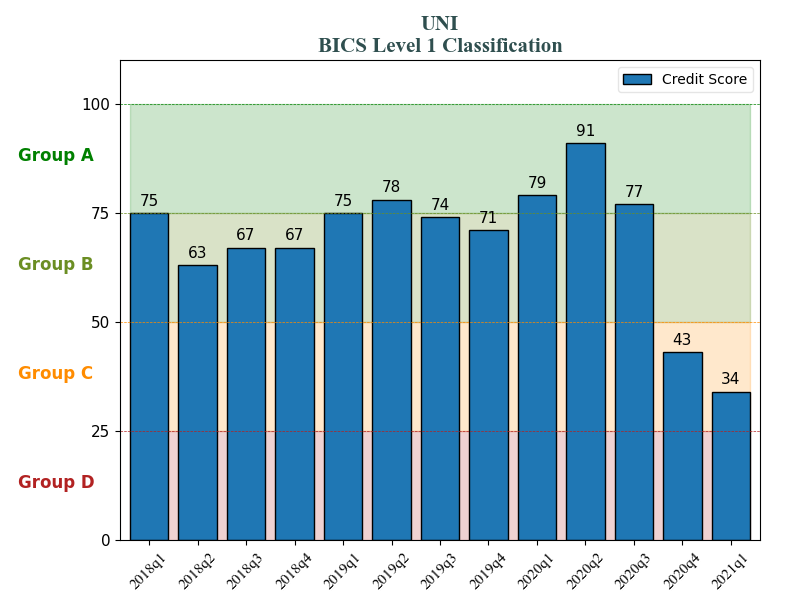 UNI
BICS Level 1 Classification
Credit Score
100
Group A
91
79
78
77
75
75
74
71
75
67
67
63
Group B
50
43
Group C
34
25
Group D
0
2018q1
2018q2
2018q3
2018q4
2019q1
2019q2
2019q3
2019q4
2020q1
2020q2
2020q3
2020q4
2021q1